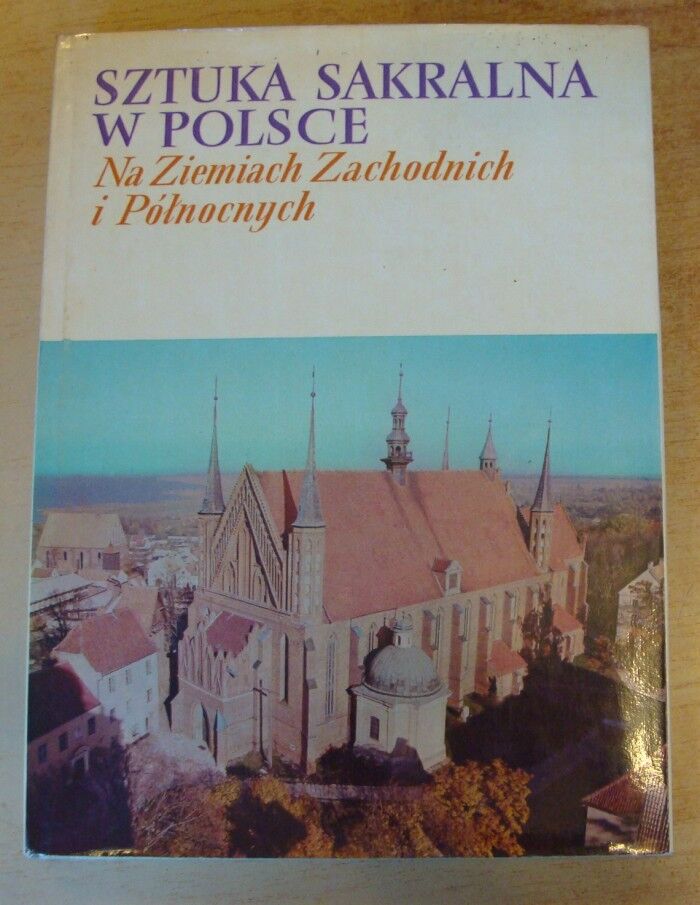 SZTUKA SAKRALNA
W POLSCE
Na Ziemiach Zachodnich
i Północnych